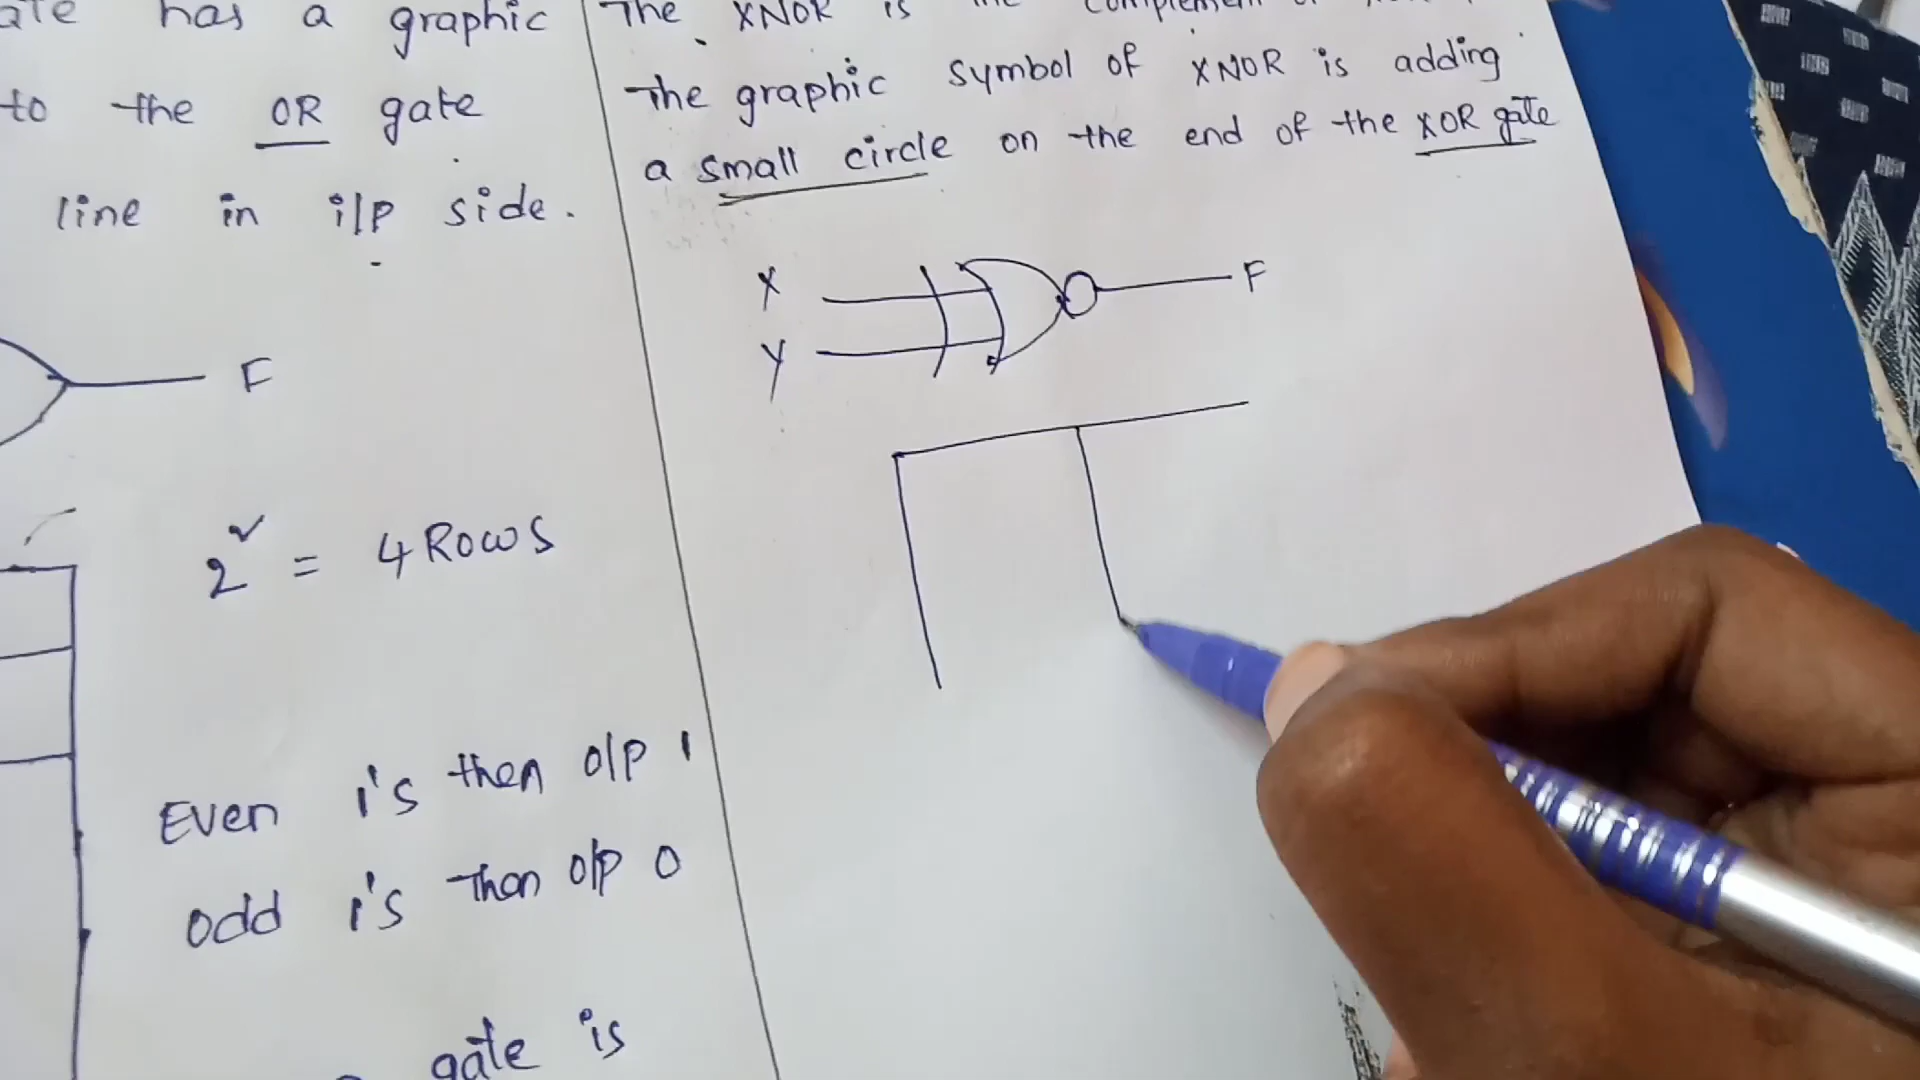 has a graphic
to the OR gate
line in i/p side.
F
2² = 4 Rows
Even 1's then o/p 1
odd 1's then o/p 0
gate is
The XNOR is
The graphic symbol of XNOR is adding
a small circle on the end of the XOR gate
X
F
Y